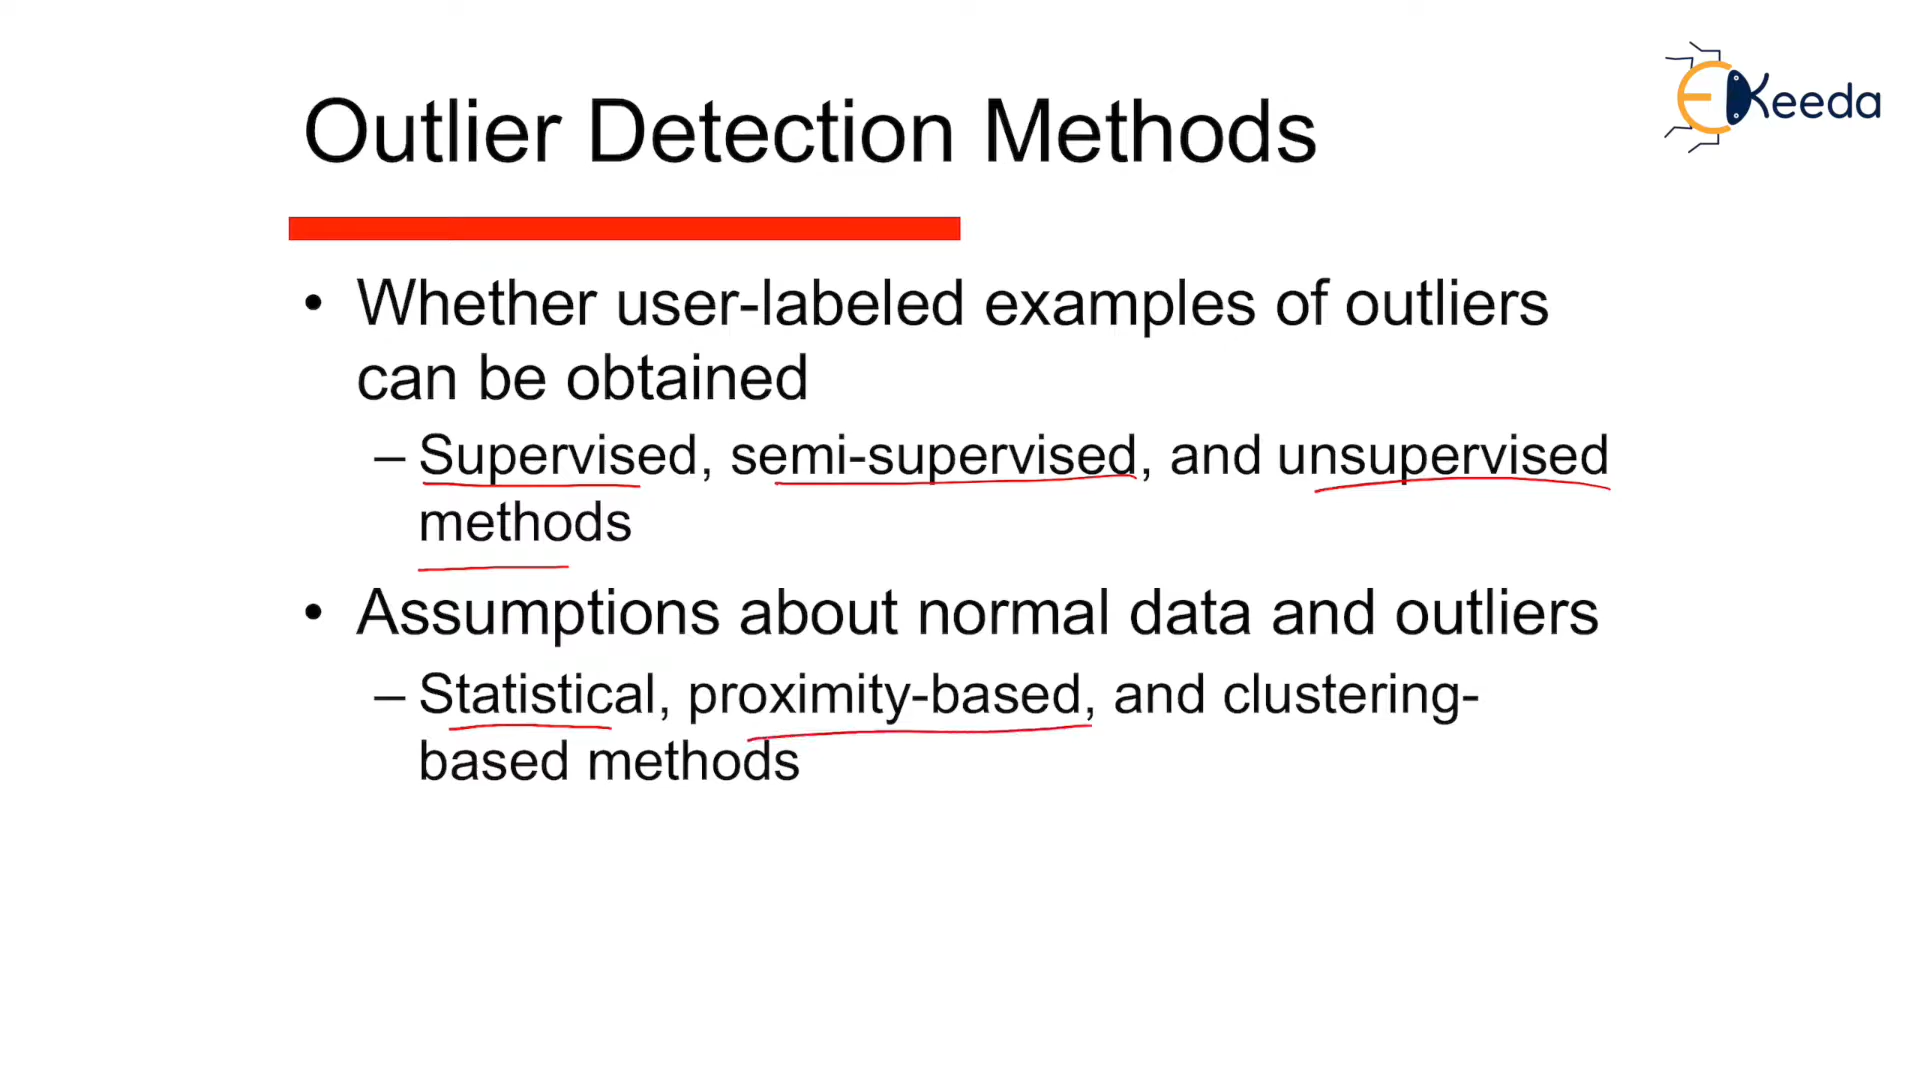 EKeeda
Outlier Detection Methods
• Whether user-labeled examples of outliers
can be obtained
– Supervised, semi-supervised, and unsupervised
methods
• Assumptions about normal data and outliers
– Statistical, proximity-based, and clustering-
based methods